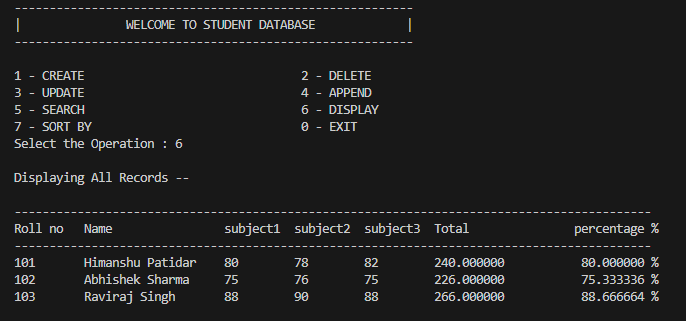 ---------------------------------------------------------
|               WELCOME TO STUDENT DATABASE             |
---------------------------------------------------------
1 - CREATE                               2 - DELETE
3 - UPDATE                               4 - APPEND
5 - SEARCH                               6 - DISPLAY
7 - SORT BY                              0 - EXIT
Select the Operation : 6
Displaying All Records --
-------------------------------------------------------------------------------------------
Roll no   Name                subject1  subject2  subject3  Total               percentage %
-------------------------------------------------------------------------------------------
101       Himanshu Patidar    80        78        82        240.000000           80.000000 %
102       Abhishek Sharma     75        76        75        226.000000           75.333336 %
103       Raviraj Singh       88        90        88        266.000000           88.666664 %